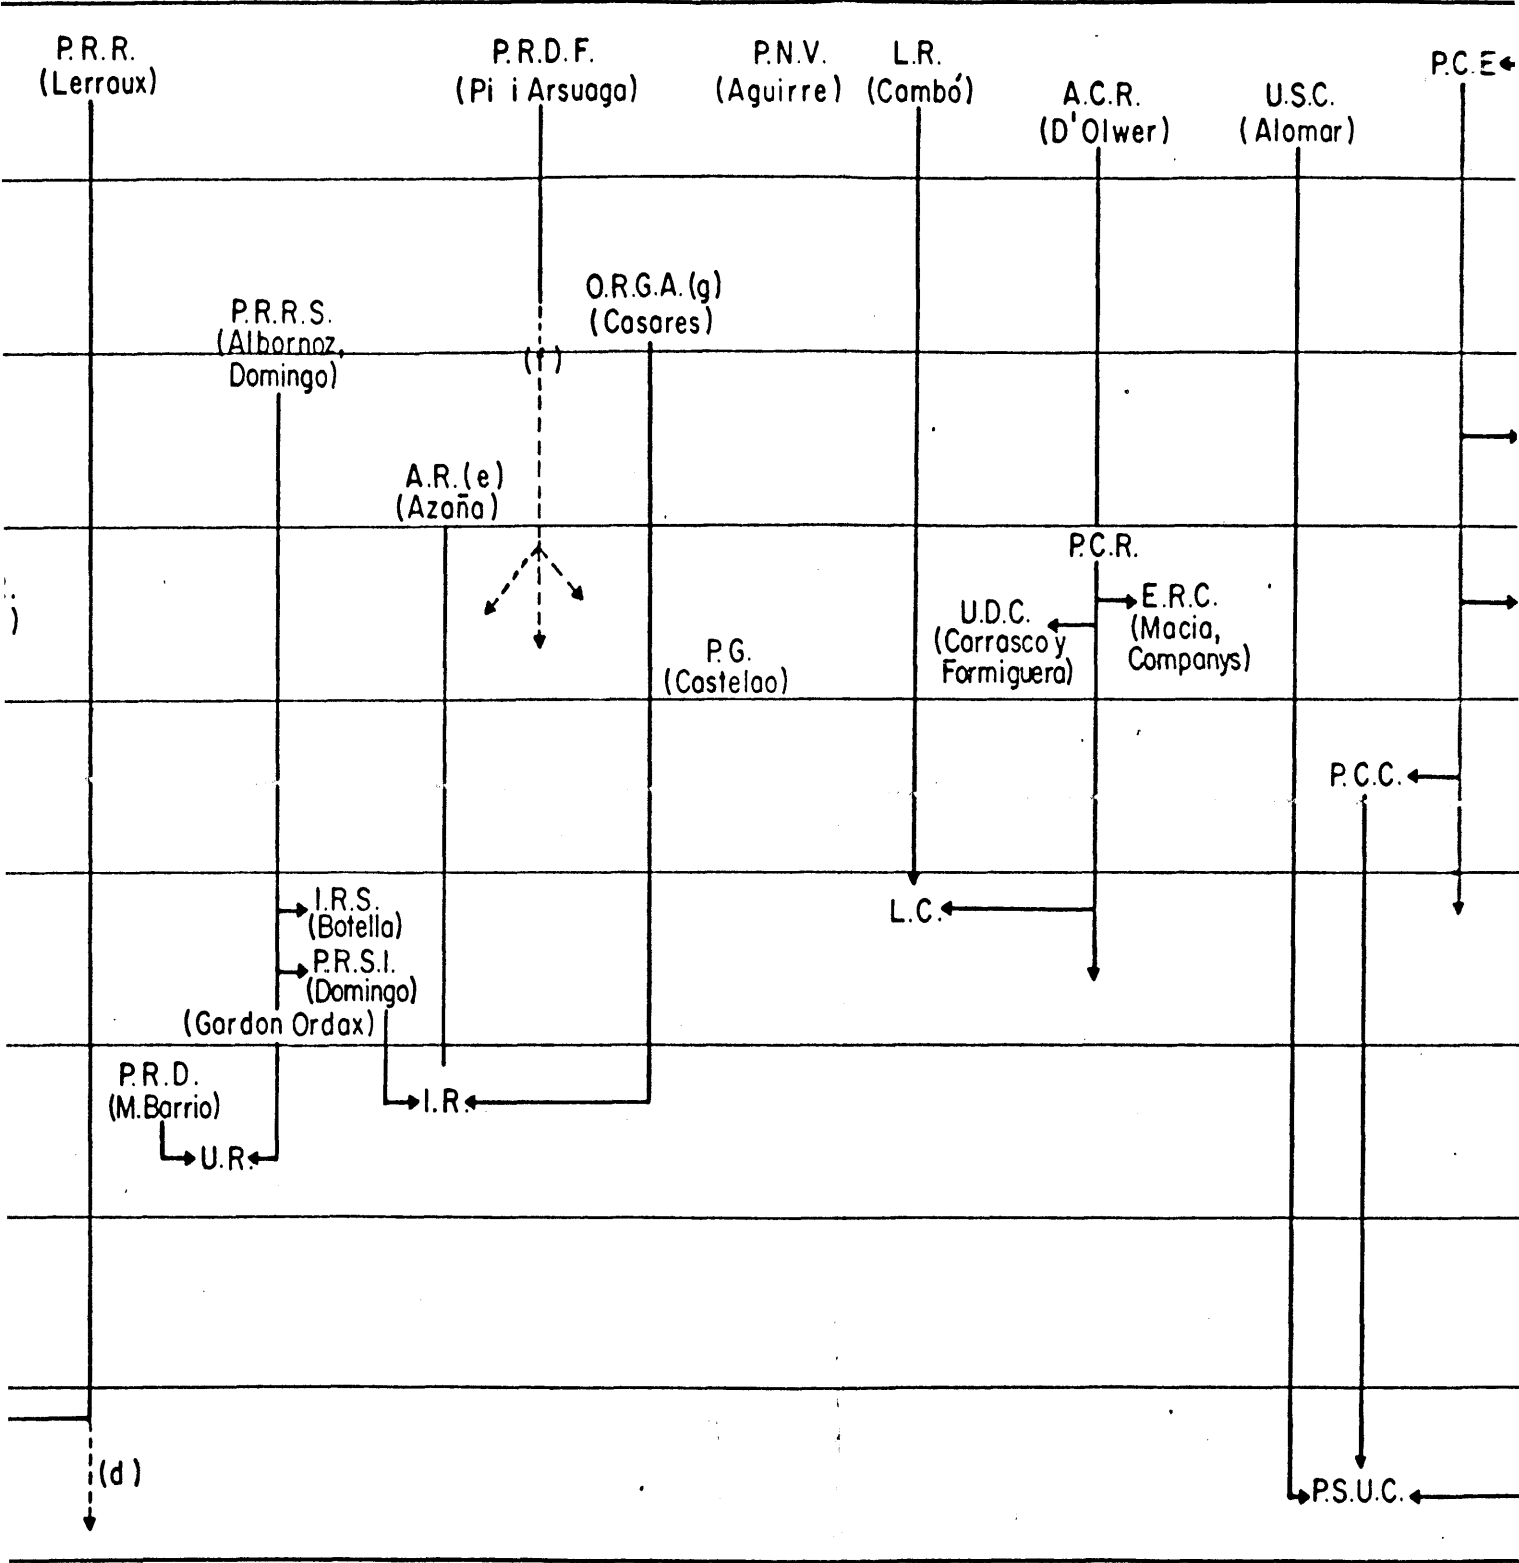 P.R.R.
(Lerroux)
P.R.D.F.
(Pi i Arsuaga)
P.N.V.
(Aguirre)
L.R.
(Cambó)
A.C.R.
(D'Olwer)
U.S.C.
(Alomar)
P.C.E
P.R.R.S.
(Albornoz,
Domingo)
O.R.G.A.(g)
(Casares)
A.R.(e)
(Azaña)
)
P.C.R.
U.D.C.
(Carrasco y
Formiguera)
E.R.C.
(Macia,
Companys)
P.G.
(Castelao)
P.C.C.
I.R.S.
(Botella)
L.C.
P.R.S.I.
(Domingo)
(Gordon Ordax)
P.R.D.
(M.Barrio)
I.R.
U.R.
(d)
P.S.U.C.